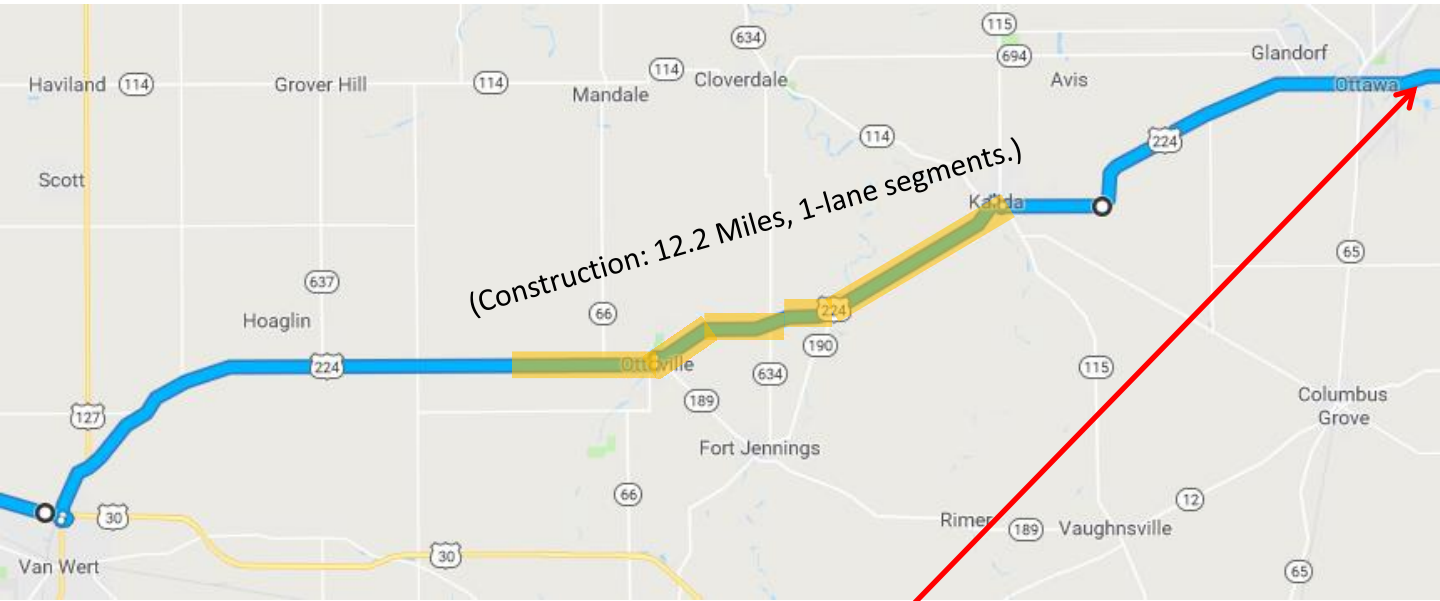 115
634
694
Glandorf
Haviland
114
Grover Hill
114
Mandale
114
Cloverdale
Avis
Ottawa
114
224
Scott
(Construction: 12.2 Miles, 1-lane segments.)
Kalida
65
637
66
Hoaglin
224
190
224
Ottoville
634
115
127
189
Columbus
Grove
Fort Jennings
66
12
30
Rimer
189
Vaughnsville
30
Van Wert
65